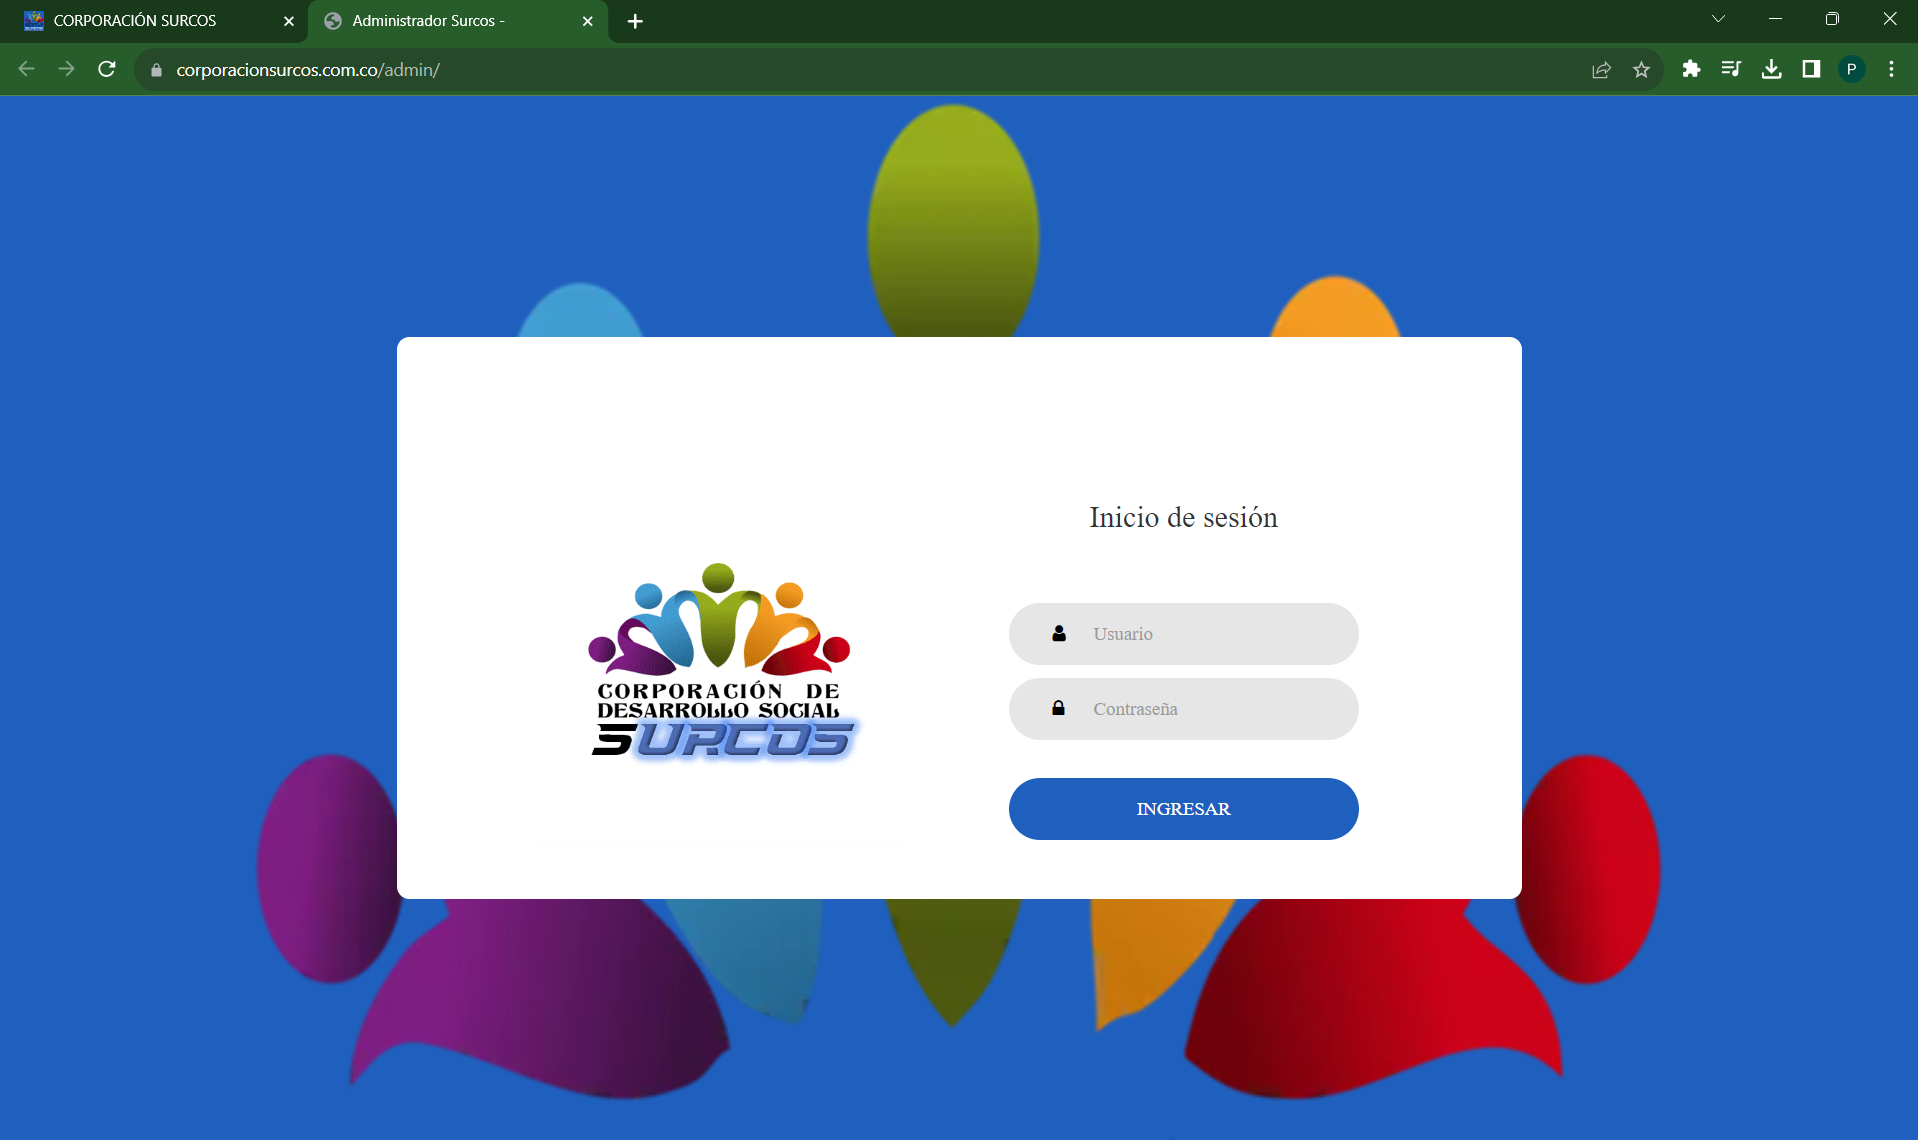 CORPORACIÓN SURCOS
Administrador Surcos -
corporacionsurcos.com.co/admin/
P
Inicio de sesión
Usuario
Contraseña
INGRESAR
CORPORACIÓN DE
DESARROLLO SOCIAL
SURCOS